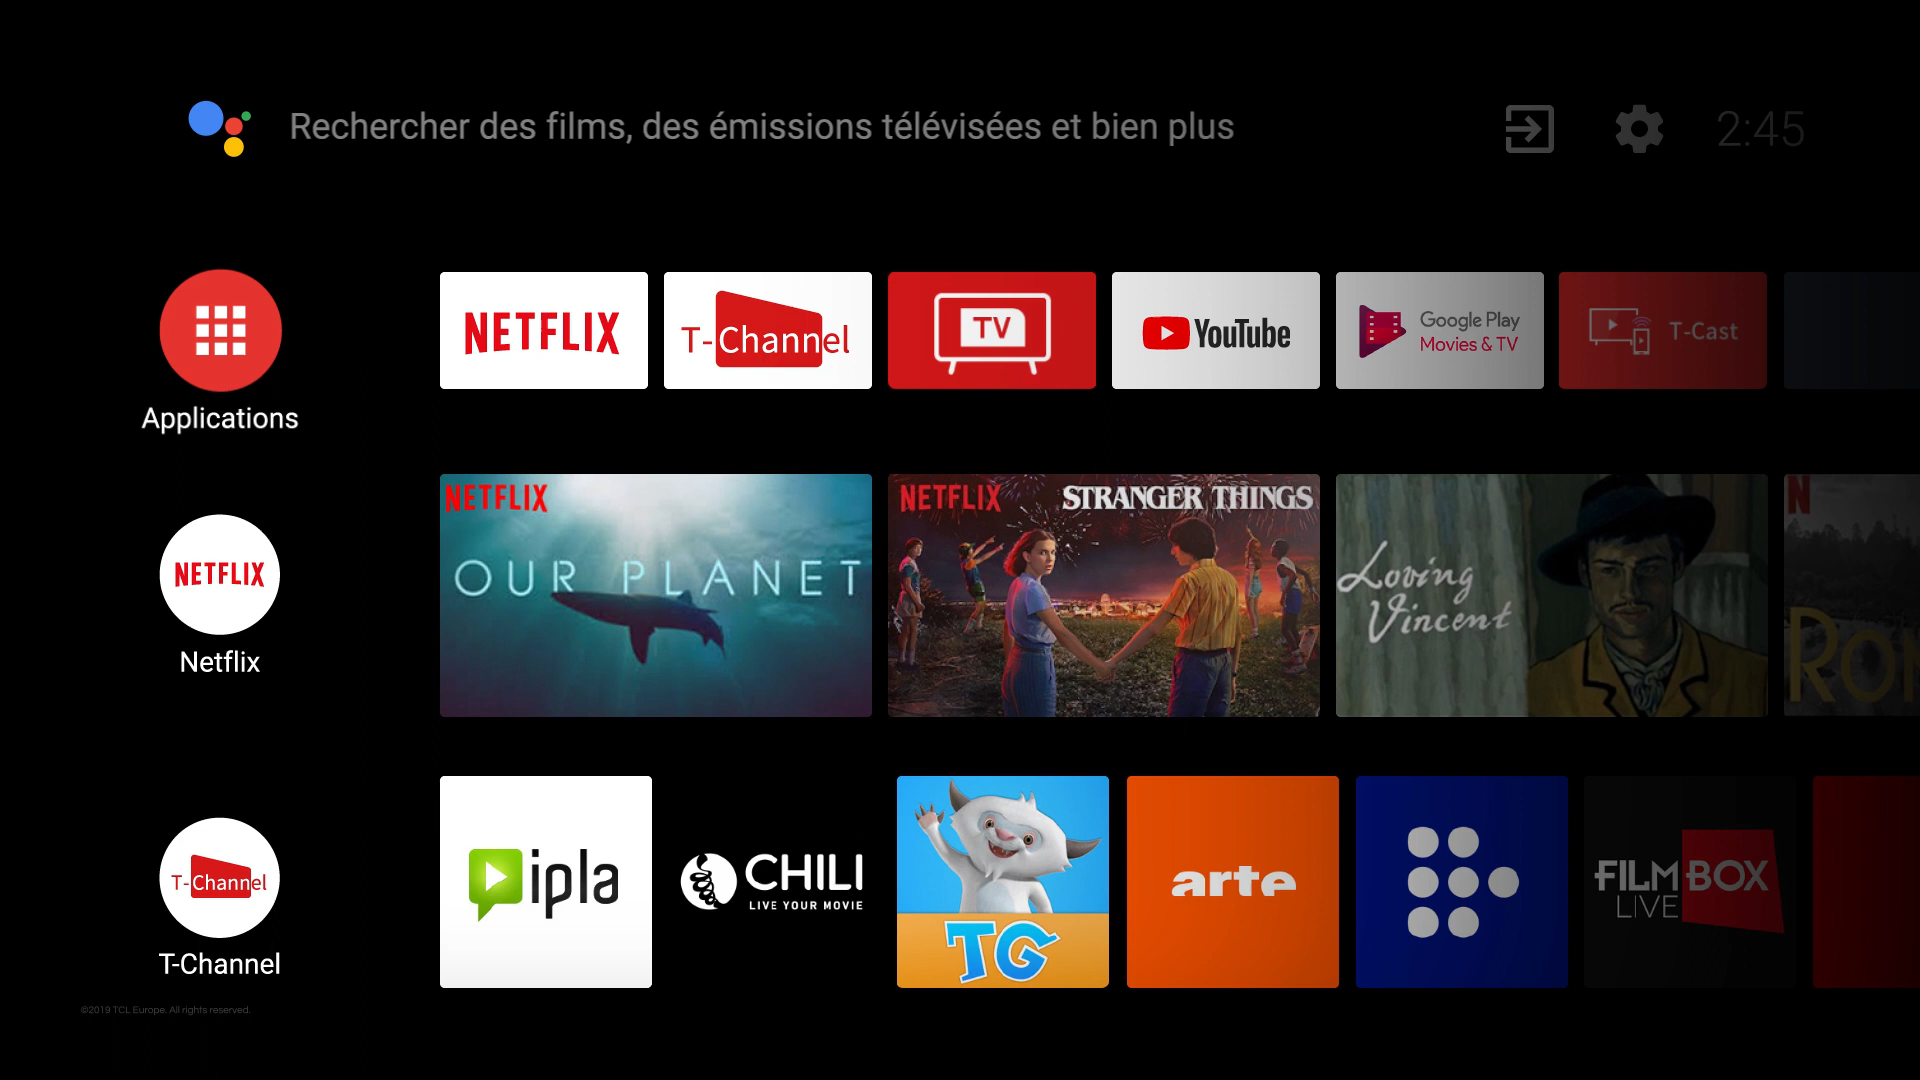 Rechercher des films, des émissions télévisées et bien plus
2:45
Applications
NETFLIX
T-Channel
TV
YouTube
Google Play
Movies & TV
T-Cast
NETFLIX
Netflix
NETFLIX
OUR PLANET
NETFLIX
STRANGER THINGS
Loving
Vincent
N
T-Channel
T-Channel
ipla
CHILI
LIVE YOUR MOVIE
TG
arte
FILMBOX
LIVE
©2019 TCL Europe. All rights reserved.